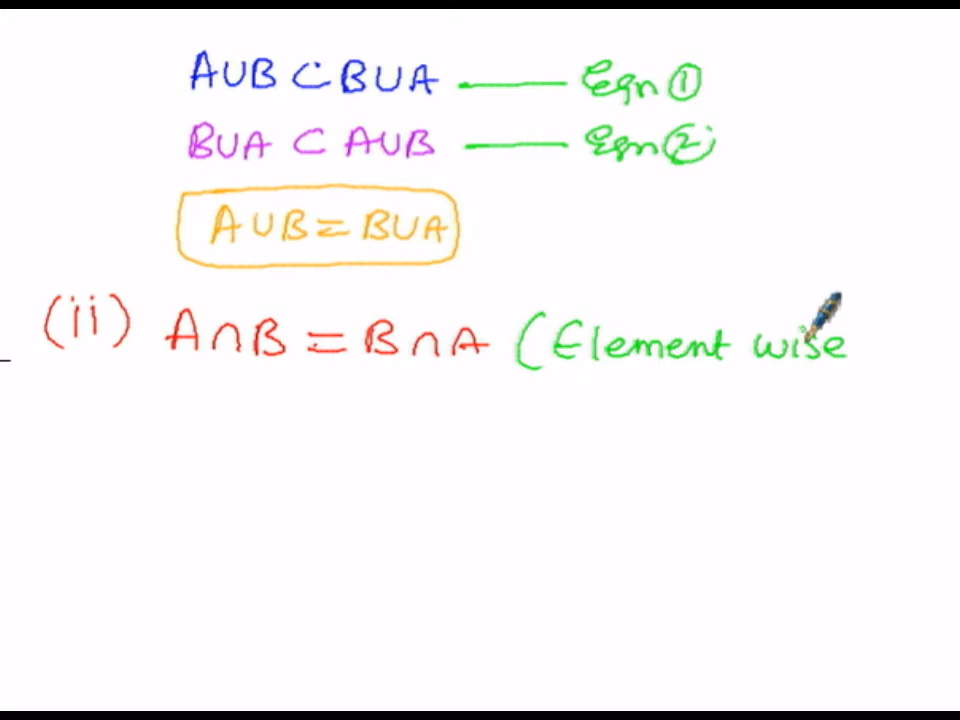 A∪B ⊂ B∪A —— Eqn ①
B∪A ⊂ A∪B —— Eqn ②
A∪B = B∪A
(ii) A∩B = B∩A (Element wise